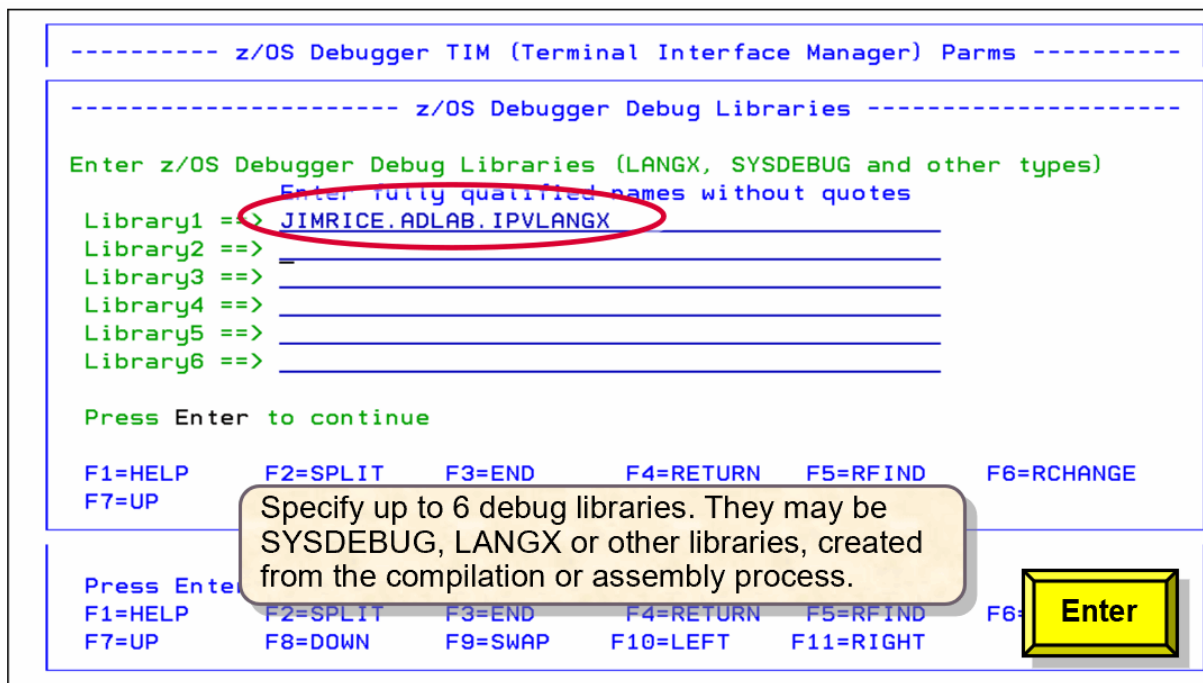 ---------- z/OS Debugger TIM (Terminal Interface Manager) Parms ----------
---------------------- z/OS Debugger Debug Libraries ---------------------
Enter z/OS Debugger Debug Libraries (LANGX, SYSDEBUG and other types)
Enter fully qualified names without quotes
Library1 ==> JIMRICE.ADLAB.IPVLANGX
Library2 ==>
Library3 ==>
Library4 ==>
Library5 ==>
Library6 ==>
Press Enter to continue
F1=HELP F2=SPLIT F3=END F4=RETURN F5=RFIND F6=RCHANGE
F7=UP
Specify up to 6 debug libraries. They may be
SYSDEBUG, LANGX or other libraries, created
from the compilation or assembly process.
Press Enter
F1=HELP F2=SPLIT F3=END F4=RETURN F5=RFIND F6=
F7=UP F8=DOWN F9=SWAP F10=LEFT F11=RIGHT
Enter